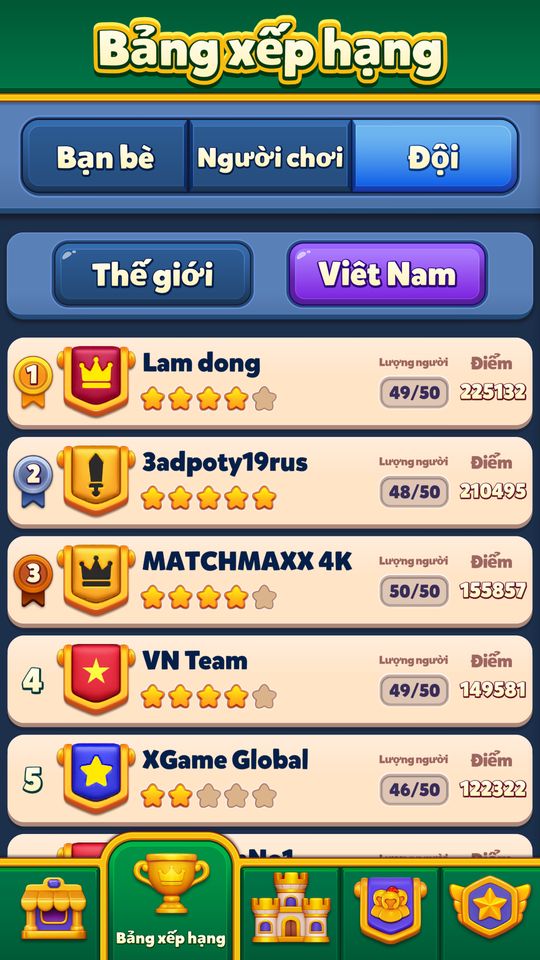 Bảng xếp hạng
Bạn bè Người chơi Đội
Thế giới Viêt Nam
1 Lam dong Lượng người 49/50 Điểm 225132
2 3adpoty19rus Lượng người 48/50 Điểm 210495
3 MATCHMAXX 4K Lượng người 50/50 Điểm 155857
4 VN Team Lượng người 49/50 Điểm 149581
5 XGame Global Lượng người 46/50 Điểm 122322
Bảng xếp hạng